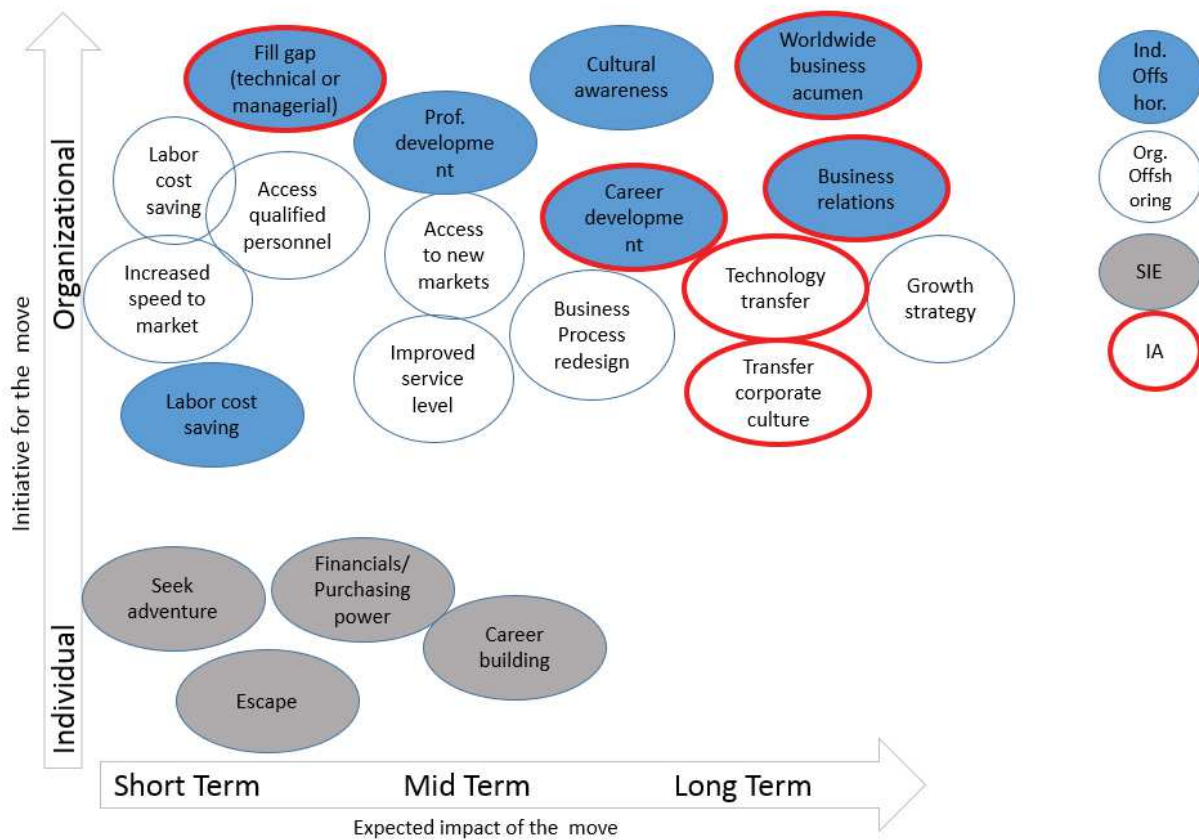 Initiative for the move
Organizational
Individual
Fill gap
(technical or
managerial)
Cultural
awareness
Worldwide
business
acumen
Prof.
developme
nt
Labor
cost
saving
Access
qualified
personnel
Career
developme
nt
Business
relations
Access
to new
markets
Increased
speed to
market
Technology
transfer
Growth
strategy
Business
Process
redesign
Improved
service
level
Transfer
corporate
culture
Labor cost
saving
Seek
adventure
Financials/
Purchasing
power
Career
building
Escape
Short Term
Mid Term
Long Term
Expected impact of the move
Ind.
Offs
hor.
Org.
Offsh
oring
SIE
IA